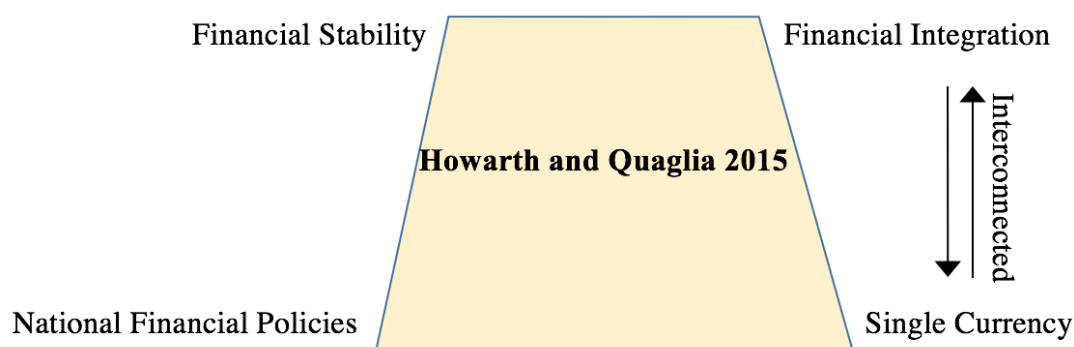 Financial Stability
Financial Integration
Interconnected
Howarth and Quaglia 2015
National Financial Policies
Single Currency